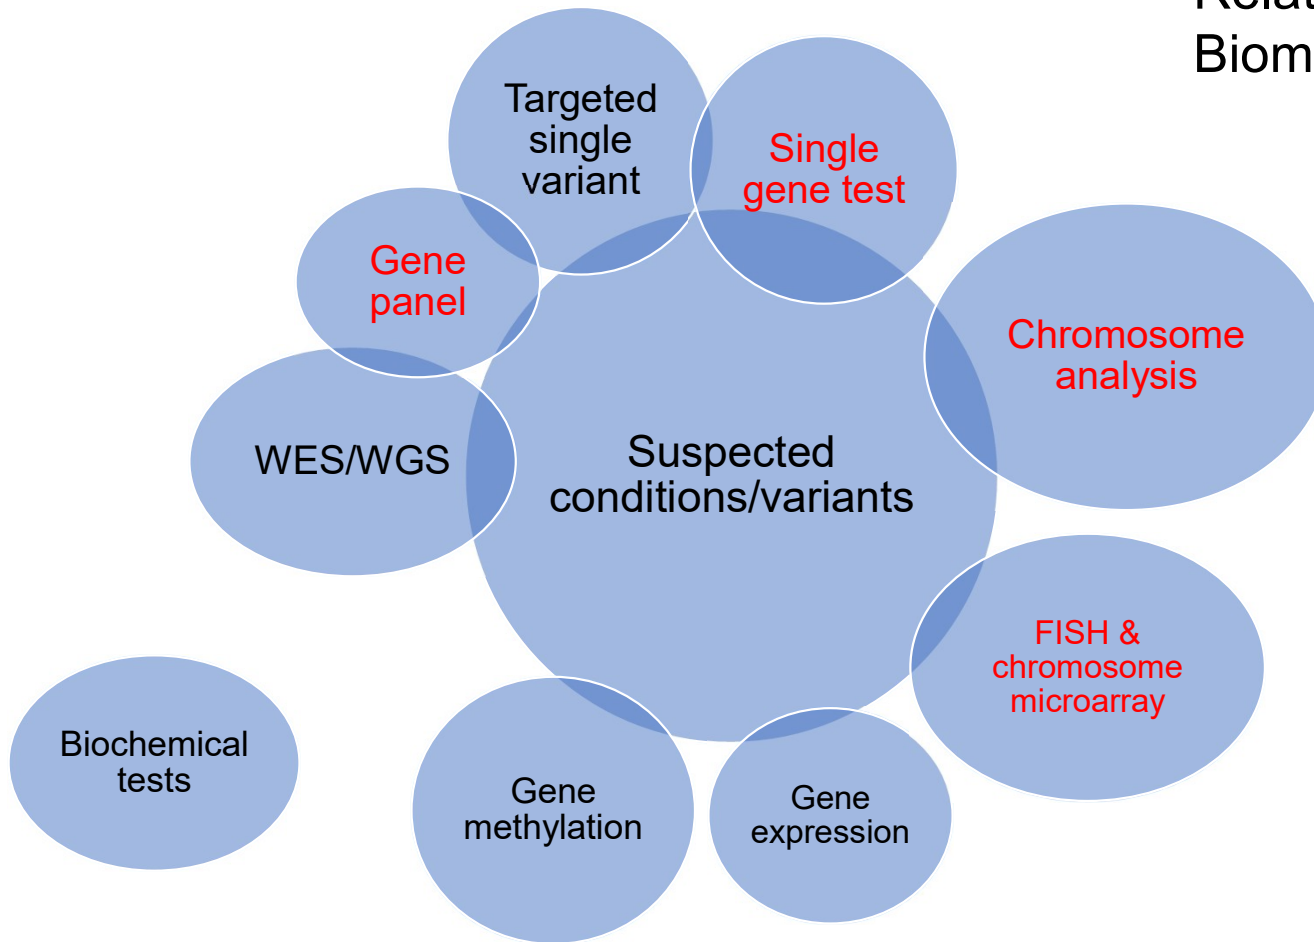 Biom
Targeted
single
variant
Single
gene test
Gene
panel
Chromosome
analysis
WES/WGS
Suspected
conditions/variants
FISH &
chromosome
microarray
Biochemical
tests
Gene
methylation
Gene
expression